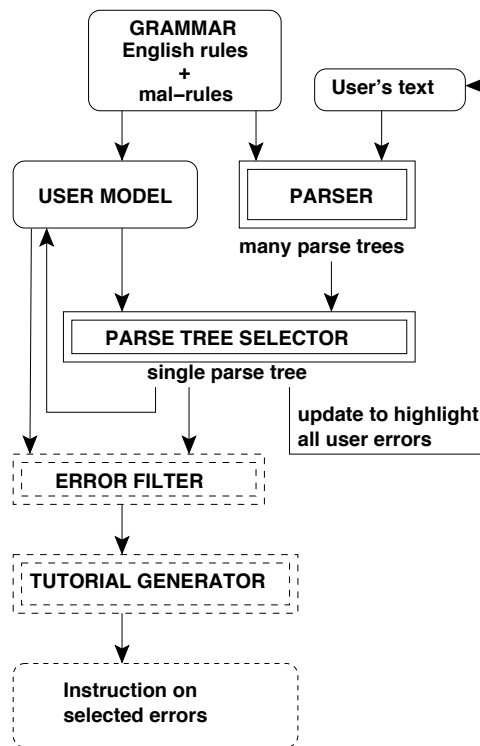 GRAMMAR
English rules
+
mal−rules
User's text
USER MODEL
PARSER
many parse trees
PARSE TREE SELECTOR
single parse tree
update to highlight
all user errors
ERROR FILTER
TUTORIAL GENERATOR
Instruction on
selected errors